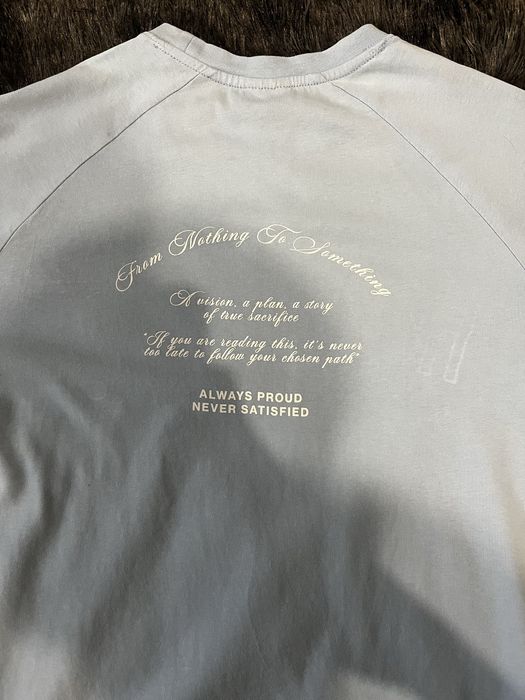 From Nothing To Something
A vision, a plan, a story
of true sacrifice
"If you are reading this, it's never
too late to follow your chosen path"
ALWAYS PROUD
NEVER SATISFIED